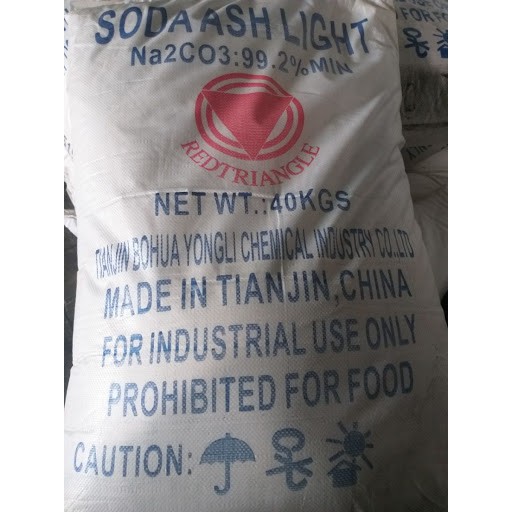 SODA ASH LIGHT
Na2CO3:99.2%MIN
REDTRIANGLE
NET WT.:40KGS
TIANJIN BOHUA YONGLI CHEMICAL INDUSTRY CO.LTD
MADE IN TIANJIN,CHINA
FOR INDUSTRIAL USE ONLY
PROHIBITED FOR FOOD
CAUTION: